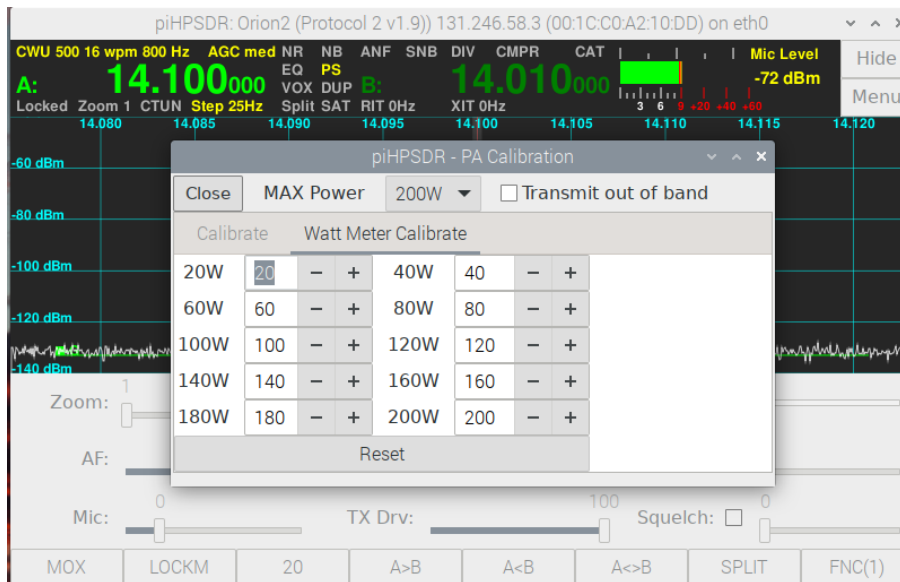 piHPSDR: Orion2 (Protocol 2 v1.9)) 131.246.58.3 (00:1C:C0:A2:10:DD) on eth0
CWU 500 16 wpm 800 Hz AGC med NR NB ANF SNB DIV CMPR CAT Mic Level Hide
A: 14.100000 EQ PS VOX DUP B: 14.010000 -72 dBm
Locked Zoom 1 CTUN Step 25Hz Split SAT RIT 0Hz XIT 0Hz 3 6 9 +20 +40 +60 Menu
14.080 14.085 14.090 14.095 14.100 14.105 14.110 14.115 14.120
piHPSDR - PA Calibration
-60 dBm
Close MAX Power 200W Transmit out of band
-80 dBm
Calibrate Watt Meter Calibrate
-100 dBm
20W 20 − + 40W 40 − +
60W 60 − + 80W 80 − +
-120 dBm
100W 100 − + 120W 120 − +
-140 dBm
140W 140 − + 160W 160 − +
Zoom: 1
180W 180 − + 200W 200 − +
Reset
AF:
Mic: 0 TX Drv: 100 Squelch: 0
MOX LOCKM 20 A>B A<B A<>B SPLIT FNC(1)